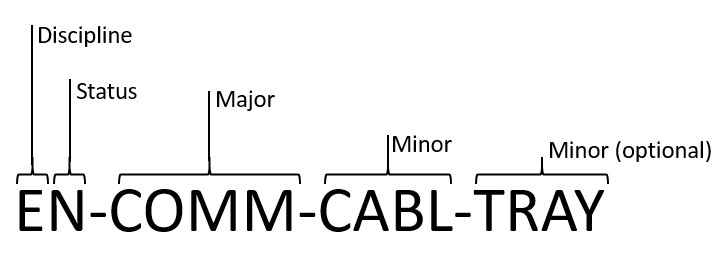 Discipline
Status
Major
Minor
Minor (optional)
EN-COMM-CABL-TRAY